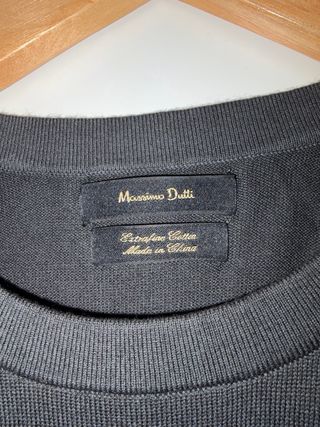 Massimo Dutti
Extrafine Cotton
Made in China